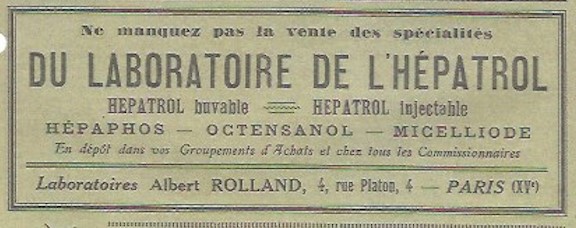 Ne manquez pas la vente des spécialités
DU LABORATOIRE DE L'HÉPATROL
HEPATROL buvable HEPATROL injectable
HÉPAPHOS — OCTENSANOL — MICELLIODE
En dépôt dans vos Groupements d'Achats et chez tous les Commissionnaires
Laboratoires Albert ROLLAND, 4, rue Platon, 4 — PARIS (XVe)